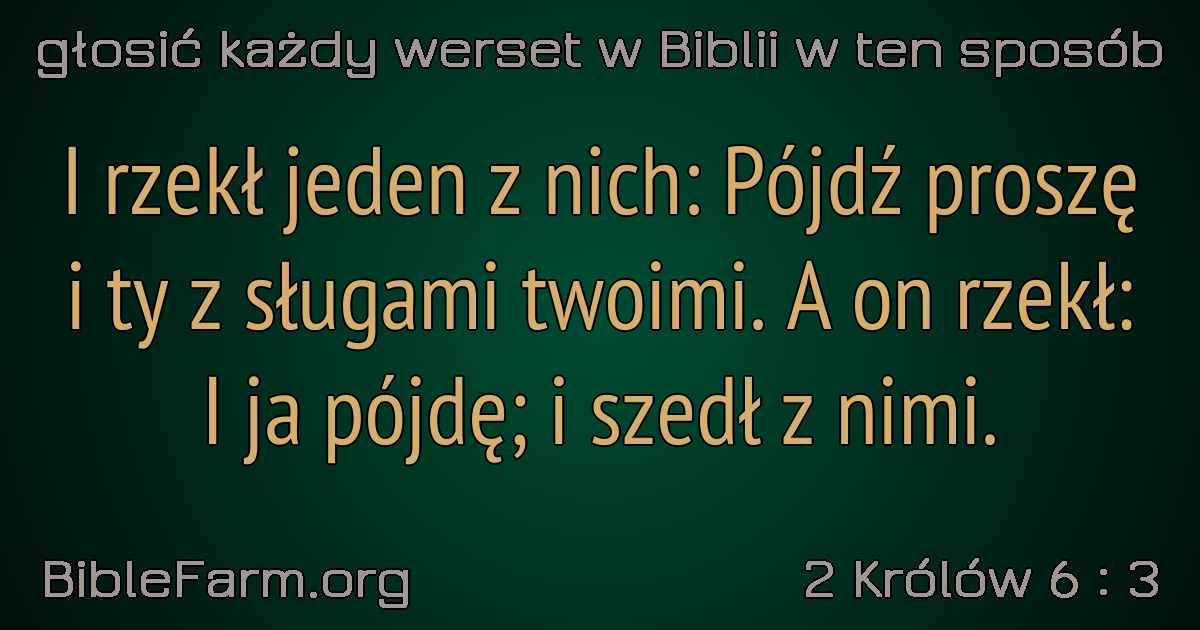 głosić każdy werset w Biblii w ten sposób
I rzekł jeden z nich: Pójdź proszę
i ty z sługami twoimi. A on rzekł:
I ja pójdę; i szedł z nimi.
BibleFarm.org
2 Królów 6 : 3